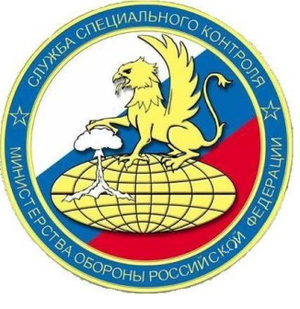 СЛУЖБА СПЕЦИАЛЬНОГО КОНТРОЛЯ
МИНИСТЕРСТВА ОБОРОНЫ РОССИЙСКОЙ ФЕДЕРАЦИИ